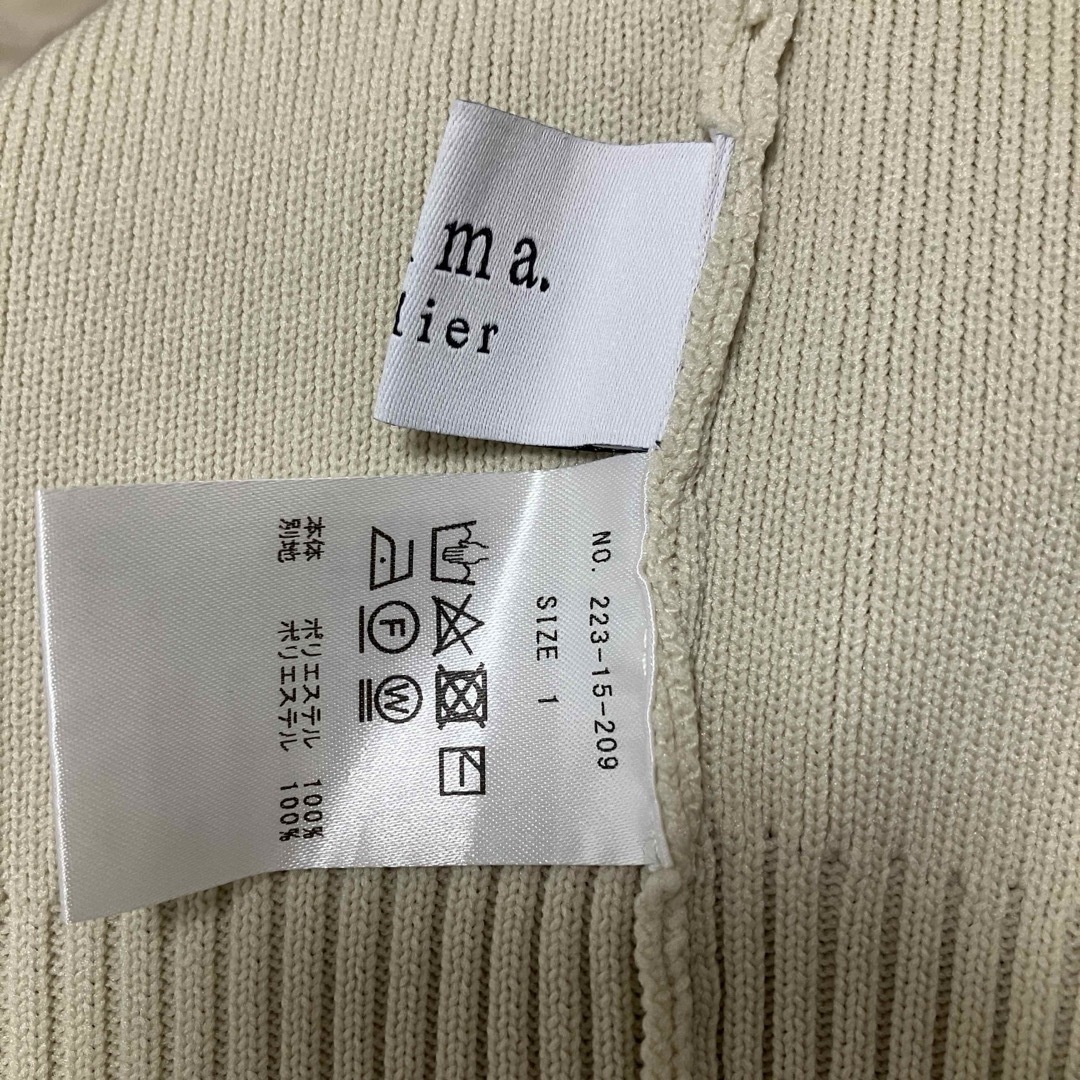 ma.
lier
NO. 223-15-209
SIZE 1
F W
本体 ポリエステル 100%
別地 ポリエステル 100%